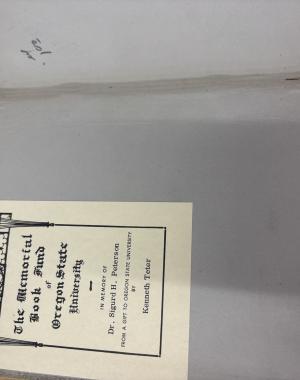 The Memorial
Book Fund
of
Oregon State
University
IN MEMORY OF
Dr. Sigurd H. Peterson
FROM A GIFT TO OREGON STATE UNIVERSITY
BY
Kenneth Teter